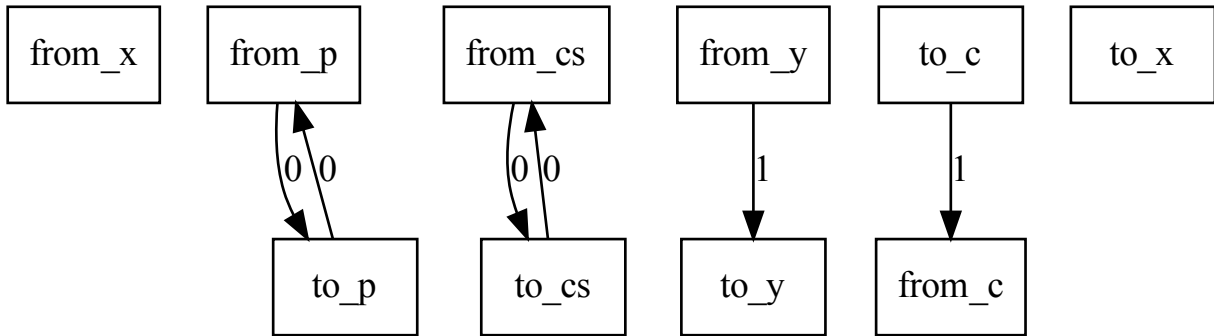 from_x
from_p
from_cs
from_y
to_c
to_x
0
0
0
0
1
1
to_p
to_cs
to_y
from_c